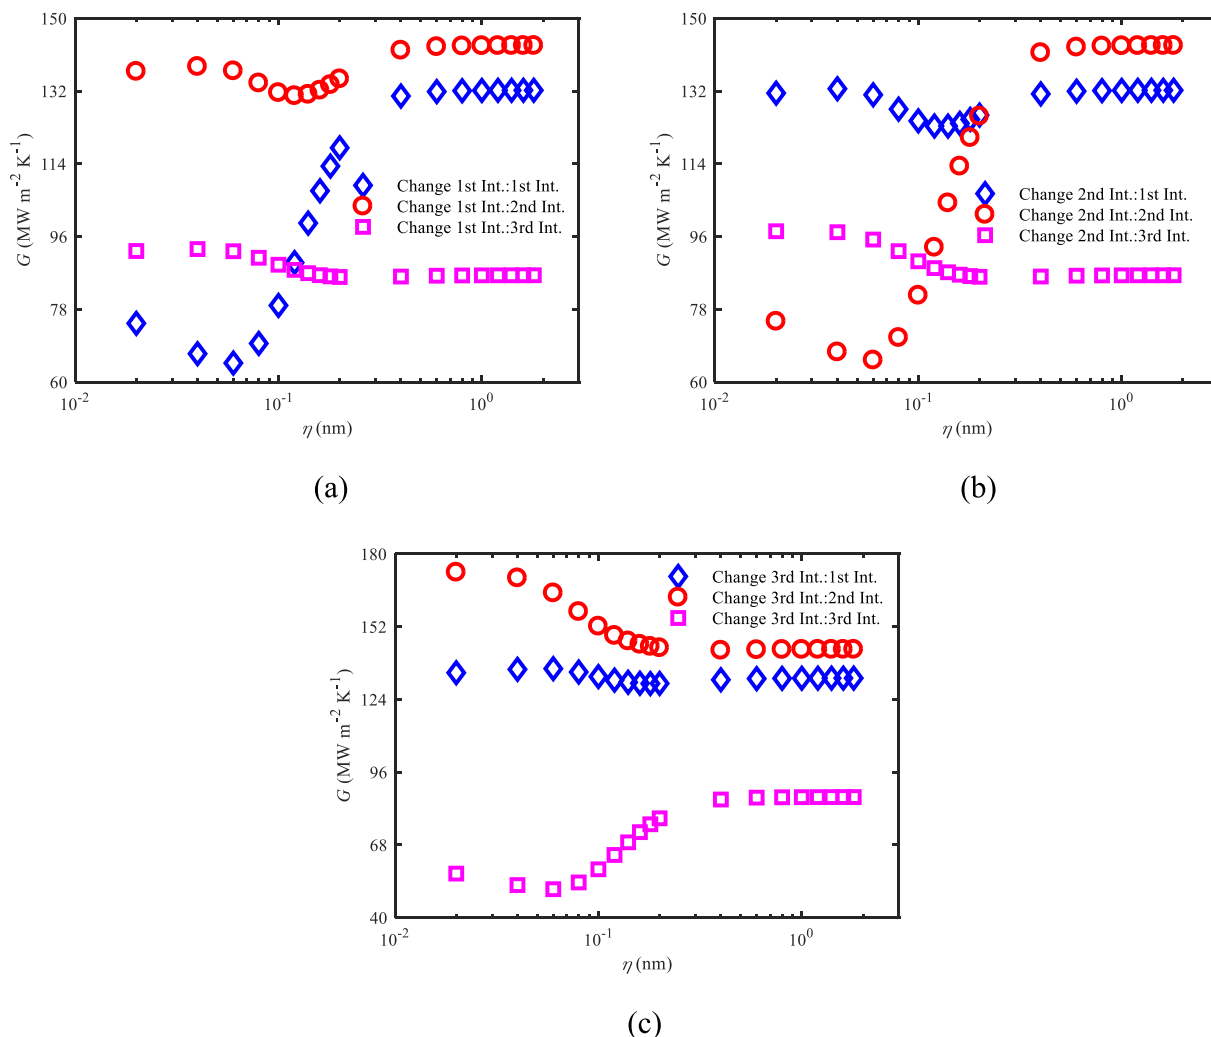 150
132
114
96
78
60
G (MW m-2 K-1)
10-2
10-1
100
η (nm)
Change 1st Int.:1st Int.
Change 1st Int.:2nd Int.
Change 1st Int.:3rd Int.
(a)
150
132
114
96
78
60
G (MW m-2 K-1)
10-2
10-1
100
η (nm)
Change 2nd Int.:1st Int.
Change 2nd Int.:2nd Int.
Change 2nd Int.:3rd Int.
(b)
180
152
124
96
68
40
G (MW m-2 K-1)
10-2
10-1
100
η (nm)
Change 3rd Int.:1st Int.
Change 3rd Int.:2nd Int.
Change 3rd Int.:3rd Int.
(c)